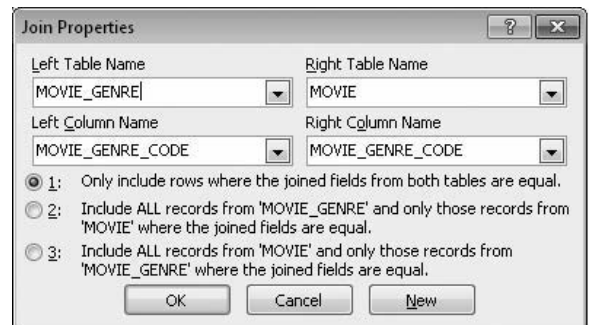 Join Properties
Left Table Name
Right Table Name
MOVIE_GENRE
MOVIE
Left Column Name
Right Column Name
MOVIE_GENRE_CODE
MOVIE_GENRE_CODE
1: Only include rows where the joined fields from both tables are equal.
2: Include ALL records from 'MOVIE_GENRE' and only those records from
'MOVIE' where the joined fields are equal.
3: Include ALL records from 'MOVIE' and only those records from
'MOVIE_GENRE' where the joined fields are equal.
OK
Cancel
New